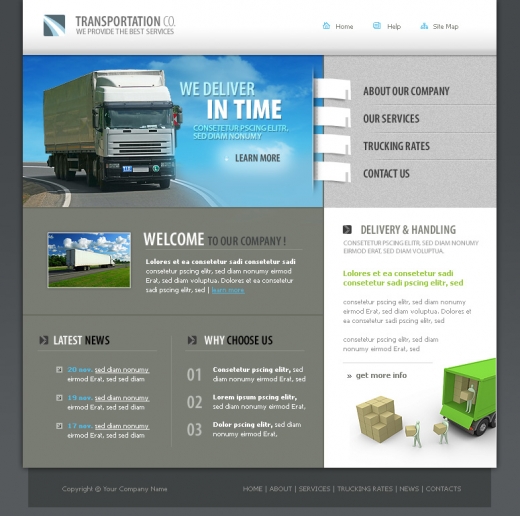 TRANSPORTATION CO.
WE PROVIDE THE BEST SERVICES
Home
Help
Site Map
WE DELIVER
IN TIME
CONSETETUR PSCING ELITR,
SED DIAM NONUMY
LEARN MORE
ABOUT OUR COMPANY
OUR SERVICES
TRUCKING RATES
CONTACT US
WELCOME TO OUR COMPANY !
Lorees et ea consetetur consetetur sadi
consetetur pscing elitr, sed diam nonumy eirmod
Erat, sed diam voluptua. Dolores et ea consetetur
sadi pscing elitr, sed | learn more
DELIVERY & HANDLING
CONSETETUR PSCING ELITR, SED DIAM NONUMY
EIRMOD ERAT, SED DIAM VOLUPTUA.
Lolores et ea consetetur sadi
consetetur pscing elitr, sed
consetetur pscing elitr, sed diam nonumy
eirmod Erat, sed diam voluptua. Dolores et
ea consetetur sadi pscing elitr, sed
consetetur pscing elitr, sed diam nonumy
eirmod Erat, sed
» get more info
LATEST NEWS
20 nov. sed diam nonumy
eirmod Erat, sed sed diam
19 nov. sed diam nonumy
eirmod Erat, sed sed diam
17 nov. sed diam nonumy
eirmod Erat, sed sed diam
WHY CHOOSE US
01 Consetetur pscing elitr, sed
diam nonumy eirmod Erat, sed
02 Lorem ipsum pscing elitr,
sed diam nonumy eirmod Erat,
03 Dolor pscing elitr, sed diam
nonumy eirmod Erat,
Copyright © Your Company Name
HOME | ABOUT | SERVICES | TRUCKING RATES | NEWS | CONTACTS